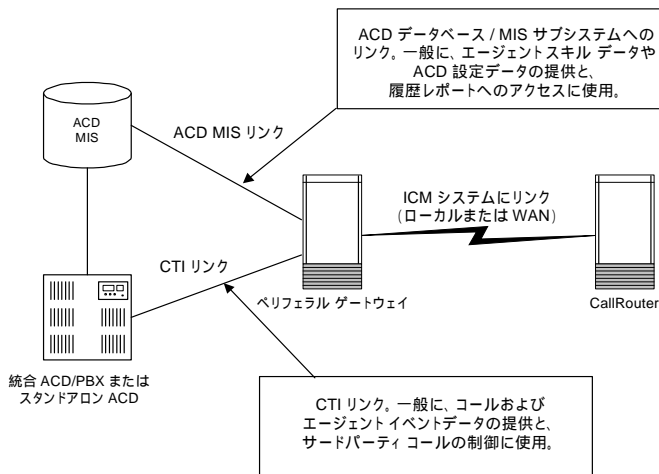 ACD データベース / MIS サブシステムへの
リンク。一般に、エージェントスキル データや
ACD 設定データの提供と、
履歴レポートへのアクセスに使用。
ACD
MIS
ACD MIS リンク
ICM システムにリンク
(ローカルまたは WAN)
CTI リンク
ペリフェラル ゲートウェイ
CallRouter
統合 ACD/PBX または
スタンドアロン ACD
CTI リンク。一般に、コールおよび
エージェント イベントデータの提供と、
サードパーティ コールの制御に使用。